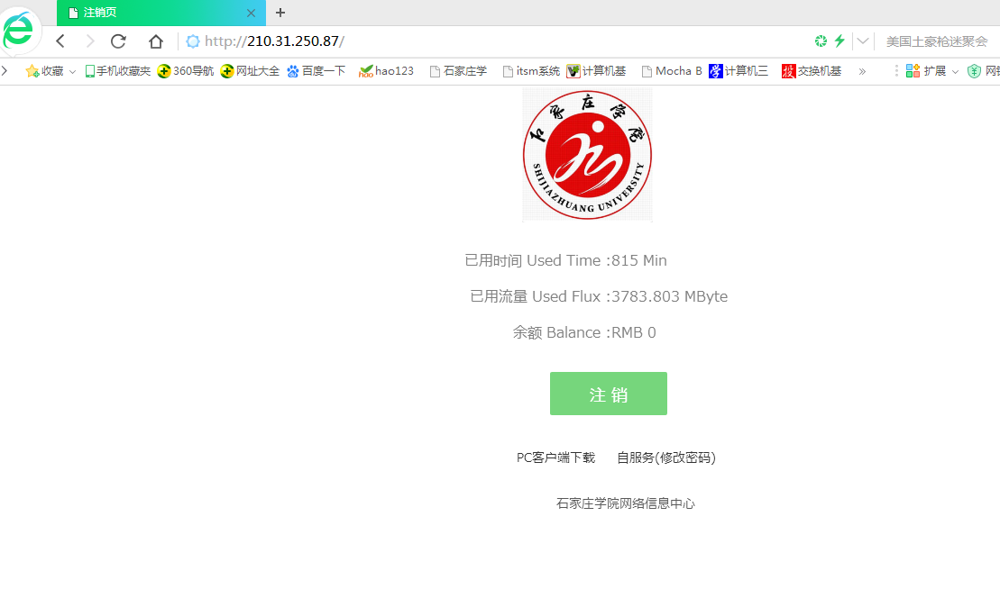 注销页
http://210.31.250.87/
美国土豪枪迷聚会
收藏 手机收藏夹 360导航 网址大全 百度一下 hao123 石家庄学 itsm系统 计算机基 Mocha B 学 计算机三 投 交换机基 » 扩展 网银
石家庄学院
SHIJIAZHUANG UNIVERSITY
已用时间 Used Time :815 Min
已用流量 Used Flux :3783.803 MByte
余额 Balance :RMB 0
注 销
PC客户端下载 自服务(修改密码)
石家庄学院网络信息中心